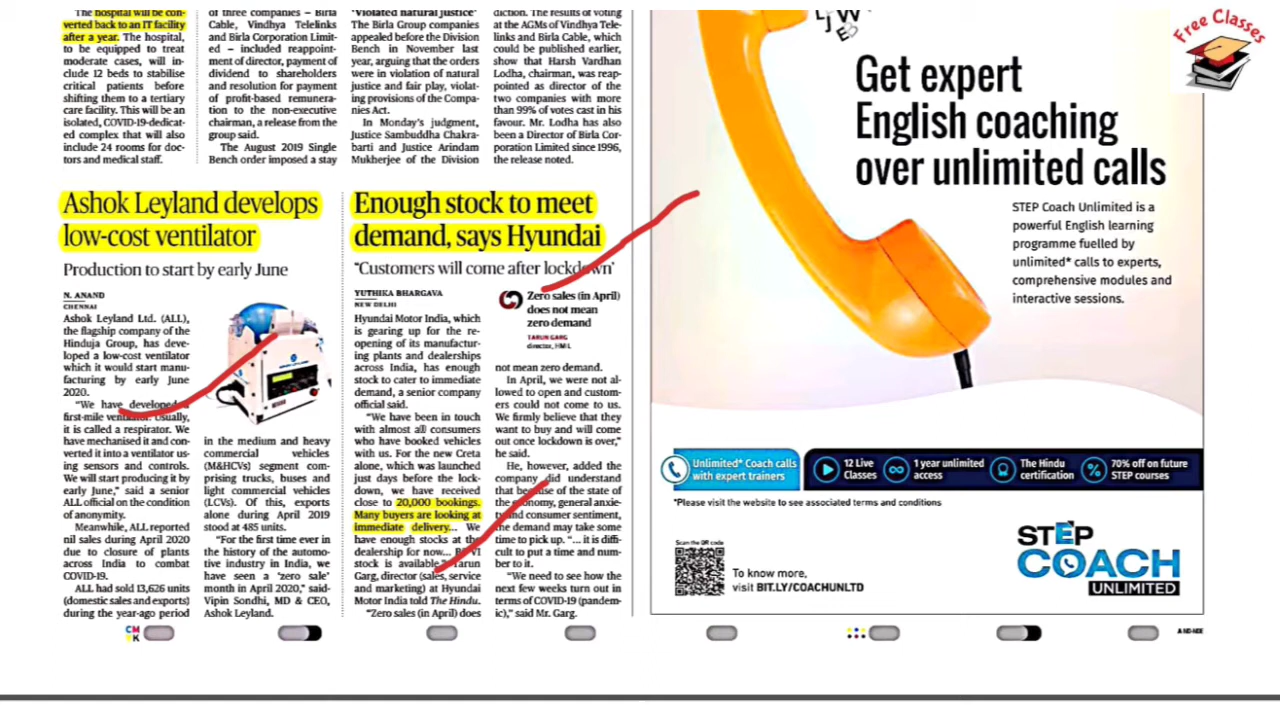 The hospital will be con-
verted back to an IT facility
after a year. The hospital,
to be equipped to treat
moderate cases, will in-
clude 12 beds to stabilise
critical patients before
shifting them to a tertiary
care facility. This will be an
isolated, COVID-19-dedicat-
ed complex that will also
include 24 rooms for doc-
tors and medical staff.
of three companies – Birla
Cable, Vindhya Telelinks
and Birla Corporation Limit-
ed – included reappoint-
ment of director, payment of
dividend to shareholders
and resolution for payment
of profit-based remunera-
tion to the non-executive
chairman, a release from the
group said.
The August 2019 Single
Bench order imposed a stay
'Violated natural justice'
The Birla Group companies
appealed before the Division
Bench in November last
year, arguing that the orders
were in violation of natural
justice and fair play, violat-
ing provisions of the Compa-
nies Act.
In Monday's judgment,
Justice Sambuddha Chakra-
barti and Justice Arindam
Mukherjee of the Division
diction. The results of voting
at the AGMs of Vindhya Tele-
links and Birla Cable, which
could be published earlier,
show that Harsh Vardhan
Lodha, chairman, was reap-
pointed as director of the
two companies with more
than 99% of votes cast in his
favour. Mr. Lodha has also
been a Director of Birla Cor-
poration Limited since 1996,
the release noted.
Ashok Leyland develops
low-cost ventilator
Production to start by early June
N. ANAND
CHENNAI
Ashok Leyland Ltd. (ALL),
the flagship company of the
Hinduja Group, has deve-
loped a low-cost ventilator
which it would start manu-
facturing by early June
2020.
"We have developed a
first-mile ventilator. Usually,
it is called a respirator. We
have mechanised it and con-
verted it into a ventilator us-
ing sensors and controls.
We will start producing it by
early June," said a senior
ALL official on the condition
of anonymity.
Meanwhile, ALL reported
nil sales during April 2020
due to closure of plants
across India to combat
COVID-19.
ALL had sold 13,626 units
(domestic sales and exports)
during the year-ago period
in the medium and heavy
commercial vehicles
(M&HCVs) segment com-
prising trucks, buses and
light commercial vehicles
(LCVs). Of this, exports
alone during April 2019
stood at 485 units.
"For the first time ever in
the history of the automo-
tive industry in India, we
have seen a 'zero sale'
month in April 2020," said
Vipin Sondhi, MD & CEO,
Ashok Leyland.
Enough stock to meet
demand, says Hyundai
'Customers will come after lockdown'
YUTHIKA BHARGAVA
NEW DELHI
Hyundai Motor India, which
is gearing up for the re-
opening of its manufactur-
ing plants and dealerships
across India, has enough
stock to cater to immediate
demand, a senior company
official said.
"We have been in touch
with almost all consumers
who have booked vehicles
with us. For the new Creta
alone, which was launched
just days before the lock-
down, we have received
close to 20,000 bookings.
Many buyers are looking at
immediate delivery... We
have enough stocks at the
dealership for now... BS-VI
stock is available," Tarun
Garg, director (sales, service
and marketing) at Hyundai
Motor India told The Hindu.
"Zero sales (in April) does
Zero sales (in April)
does not mean
zero demand
TARUN GARG
director, HMIL
not mean zero demand.
In April, we were not al-
lowed to open and custom-
ers could not come to us.
We firmly believe that they
want to buy and will come
out once lockdown is over,"
he said.
He, however, added the
company did understand
that because of the state of
the economy, general anxie-
ty and consumer sentiment,
the demand may take some
time to pick up. "... it is diffi-
cult to put a time and num-
ber to it.
"We need to see how the
next few weeks turn out in
terms of COVID-19 (pandem-
ic)," said Mr. Garg.
L J W E
Get expert
English coaching
over unlimited calls
STEP Coach Unlimited is a
powerful English learning
programme fuelled by
unlimited* calls to experts,
comprehensive modules and
interactive sessions.
Unlimited* Coach calls
with expert trainers
12 Live
Classes
1 year unlimited
access
The Hindu
certification
70% off on future
STEP courses
*Please visit the website to see associated terms and conditions
Scan the QR code
To know more,
visit BIT.LY/COACHUNLTD
STEP
COACH
UNLIMITED
Free Classes
CM
YK
A ND-NDE